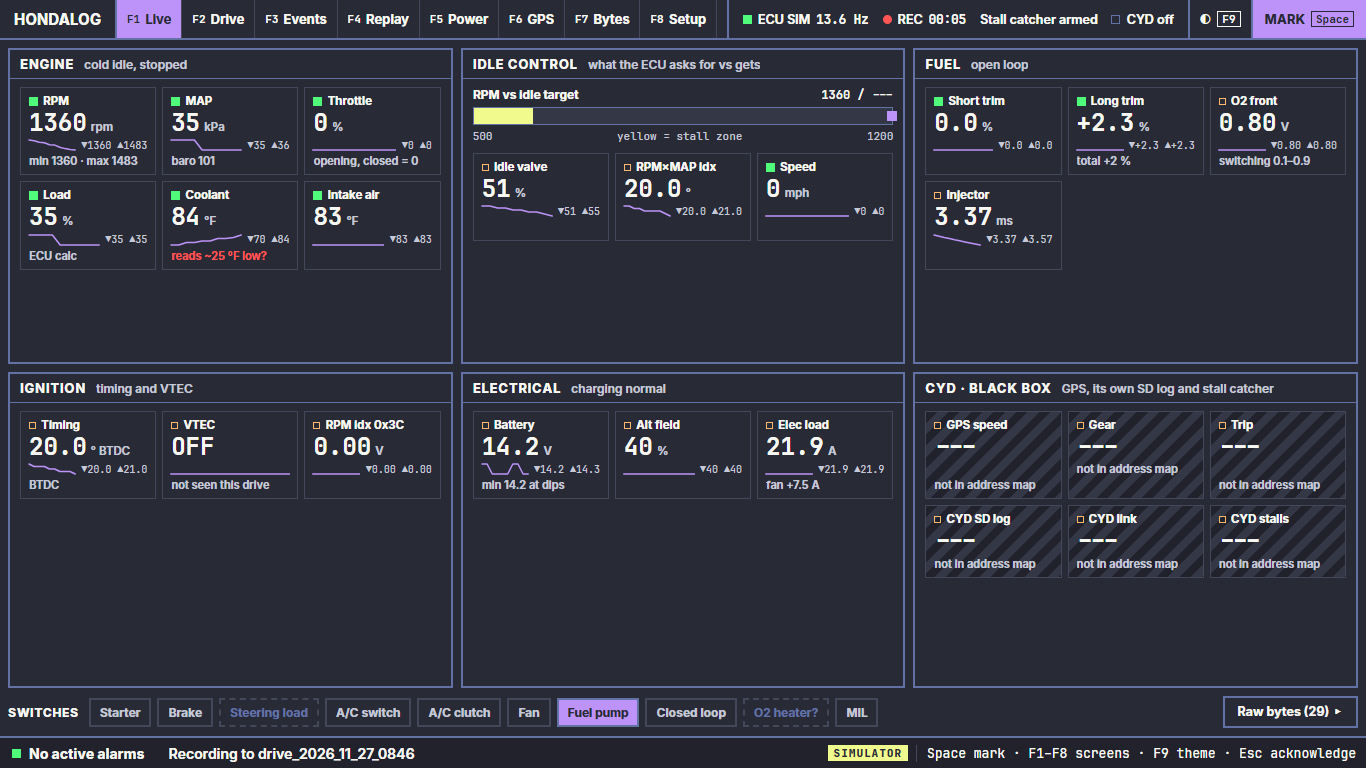 HONDALOG F1 Live F2 Drive F3 Events F4 Replay F5 Power F6 GPS F7 Bytes F8 Setup ECU SIM 13.6 Hz REC 00:05 Stall catcher armed CYD off F9 MARK Space
ENGINE cold idle, stopped
RPM MAP Throttle
1360 rpm 35 kPa 0 %
▼1360 ▲1483 ▼35 ▲36 ▼0 ▲0
min 1360 · max 1483 baro 101 opening, closed = 0
Load Coolant Intake air
35 % 84 °F 83 °F
▼35 ▲35 ▼70 ▲84 ▼83 ▲83
ECU calc reads ~25 °F low?
IDLE CONTROL what the ECU asks for vs gets
RPM vs idle target 1360 / ---
500 yellow = stall zone 1200
Idle valve RPM×MAP idx Speed
51 % 20.0 ° 0 mph
▼51 ▲55 ▼20.0 ▲21.0 ▼0 ▲0
FUEL open loop
Short trim Long trim O2 front
0.0 % +2.3 % 0.80 V
▼0.0 ▲0.0 ▼+2.3 ▲+2.3 ▼0.80 ▲0.80
total +2 % switching 0.1–0.9
Injector
3.37 ms
▼3.37 ▲3.57
IGNITION timing and VTEC
Timing VTEC RPM idx 0x3C
20.0 ° BTDC OFF 0.00 V
▼20.0 ▲21.0 ▼0.00 ▲0.00
BTDC not seen this drive
ELECTRICAL charging normal
Battery Alt field Elec load
14.2 V 40 % 21.9 A
▼14.2 ▲14.3 ▼40 ▲40 ▼21.9 ▲21.9
min 14.2 at dips fan +7.5 A
CYD · BLACK BOX GPS, its own SD log and stall catcher
GPS speed Gear Trip
--- --- ---
not in address map not in address map not in address map
CYD SD log CYD link CYD stalls
--- --- ---
not in address map not in address map not in address map
SWITCHES Starter Brake Steering load A/C switch A/C clutch Fan Fuel pump Closed loop O2 heater? MIL Raw bytes (29) ▸
No active alarms Recording to drive_2026_11_27_0846 SIMULATOR Space mark · F1–F8 screens · F9 theme · Esc acknowledge